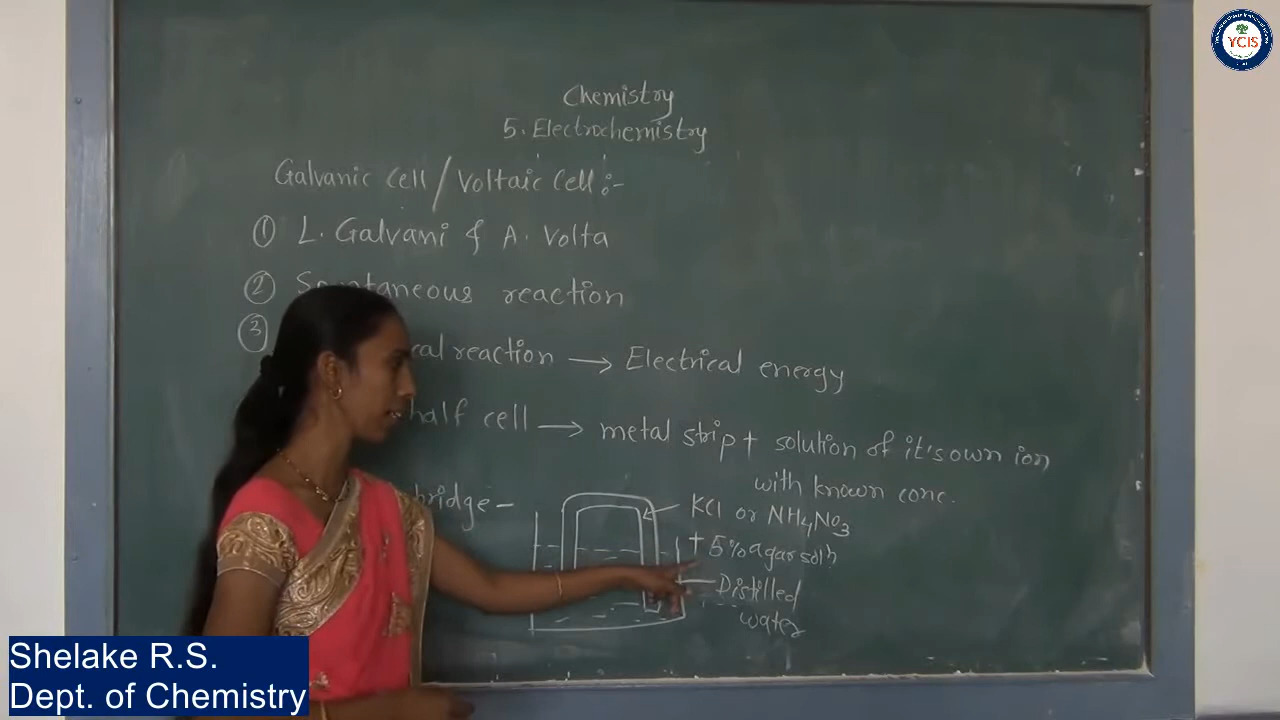 YCIS
Chemistry
5. Electrochemistry
Galvanic Cell / Voltaic Cell :-
① L. Galvani & A. Volta
② Spontaneous reaction
③ cal reaction → Electrical energy
half cell → metal strip + solution of it's own ion
with known conc.
bridge -
KCl or NH4NO3
+ 5% agar solⁿ
Distilled
water
Shelake R.S.
Dept. of Chemistry